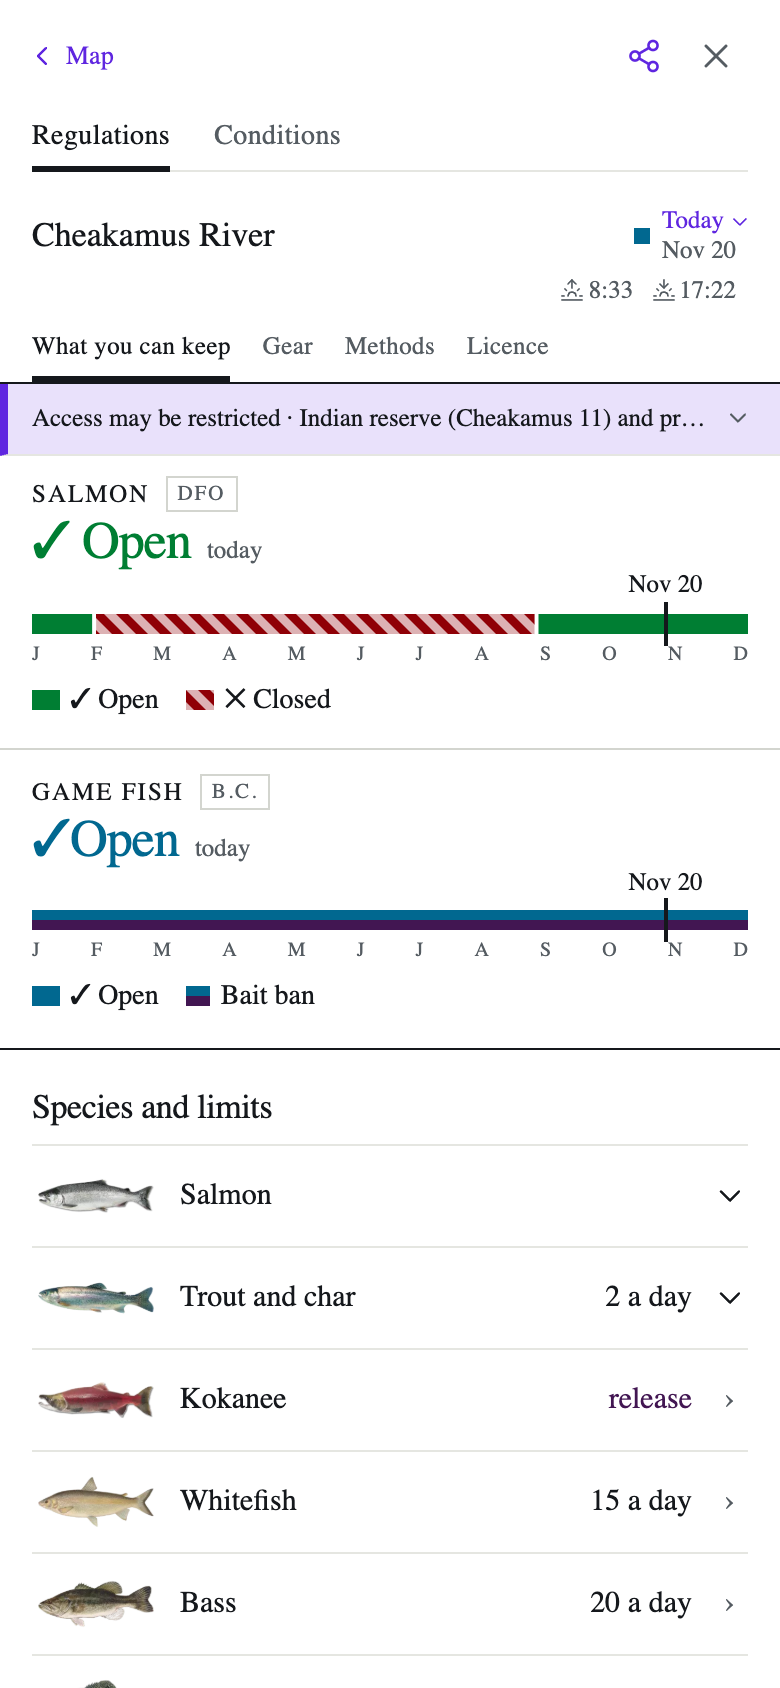 Map
Regulations Conditions
Cheakamus River
Today
Nov 20
8:33 17:22
What you can keep Gear Methods Licence
Access may be restricted · Indian reserve (Cheakamus 11) and pr…
SALMON DFO
✓ Open today
Nov 20
J F M A M J J A S O N D
✓ Open ✕ Closed
GAME FISH B.C.
✓Open today
Nov 20
J F M A M J J A S O N D
✓ Open Bait ban
Species and limits
Salmon
Trout and char 2 a day
Kokanee release
Whitefish 15 a day
Bass 20 a day